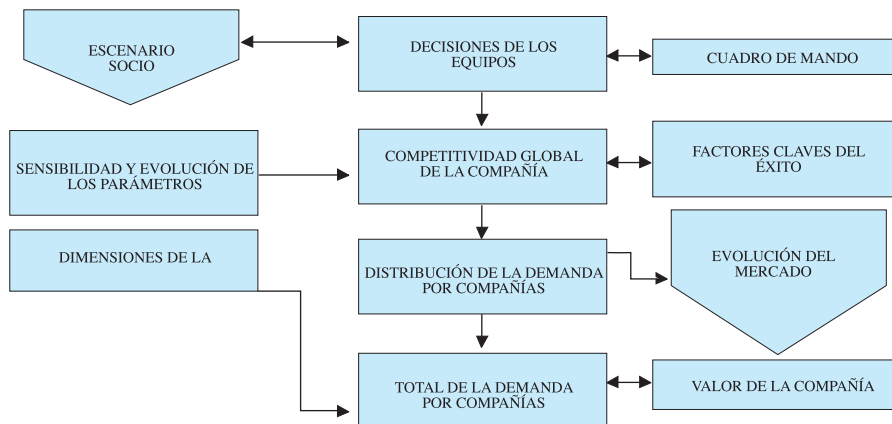 ESCENARIO
SOCIO
DECISIONES DE LOS
EQUIPOS
CUADRO DE MANDO
SENSIBILIDAD Y EVOLUCIÓN DE
LOS PARÁMETROS
COMPETITIVIDAD GLOBAL
DE LA COMPAÑÍA
FACTORES CLAVES DEL
ÉXITO
DIMENSIONES DE LA
DISTRIBUCIÓN DE LA DEMANDA
POR COMPAÑÍAS
EVOLUCIÓN DEL
MERCADO
TOTAL DE LA DEMANDA
POR COMPAÑÍAS
VALOR DE LA COMPAÑÍA